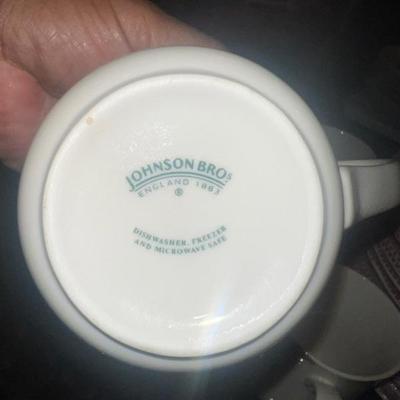 JOHNSON BROS
ENGLAND 1883
®
DISHWASHER, FREEZER
AND MICROWAVE SAFE